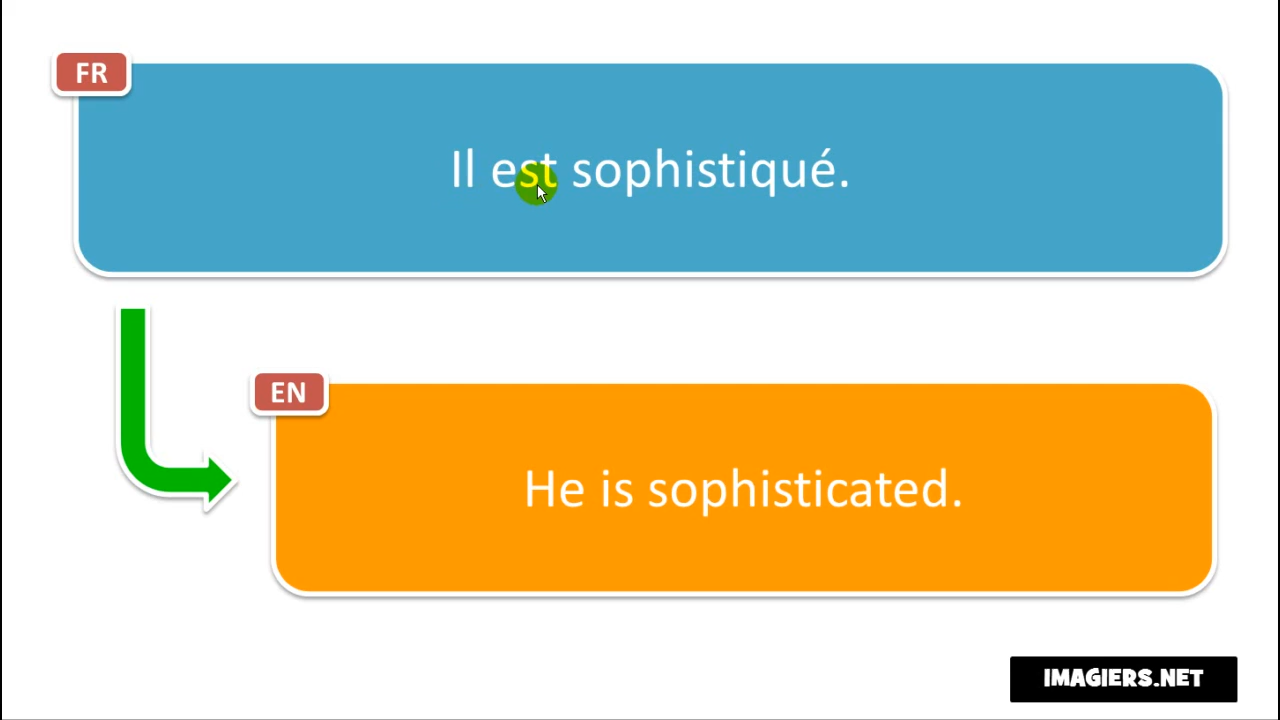 FR
Il est sophistiqué.
EN
He is sophisticated.
IMAGIERS.NET